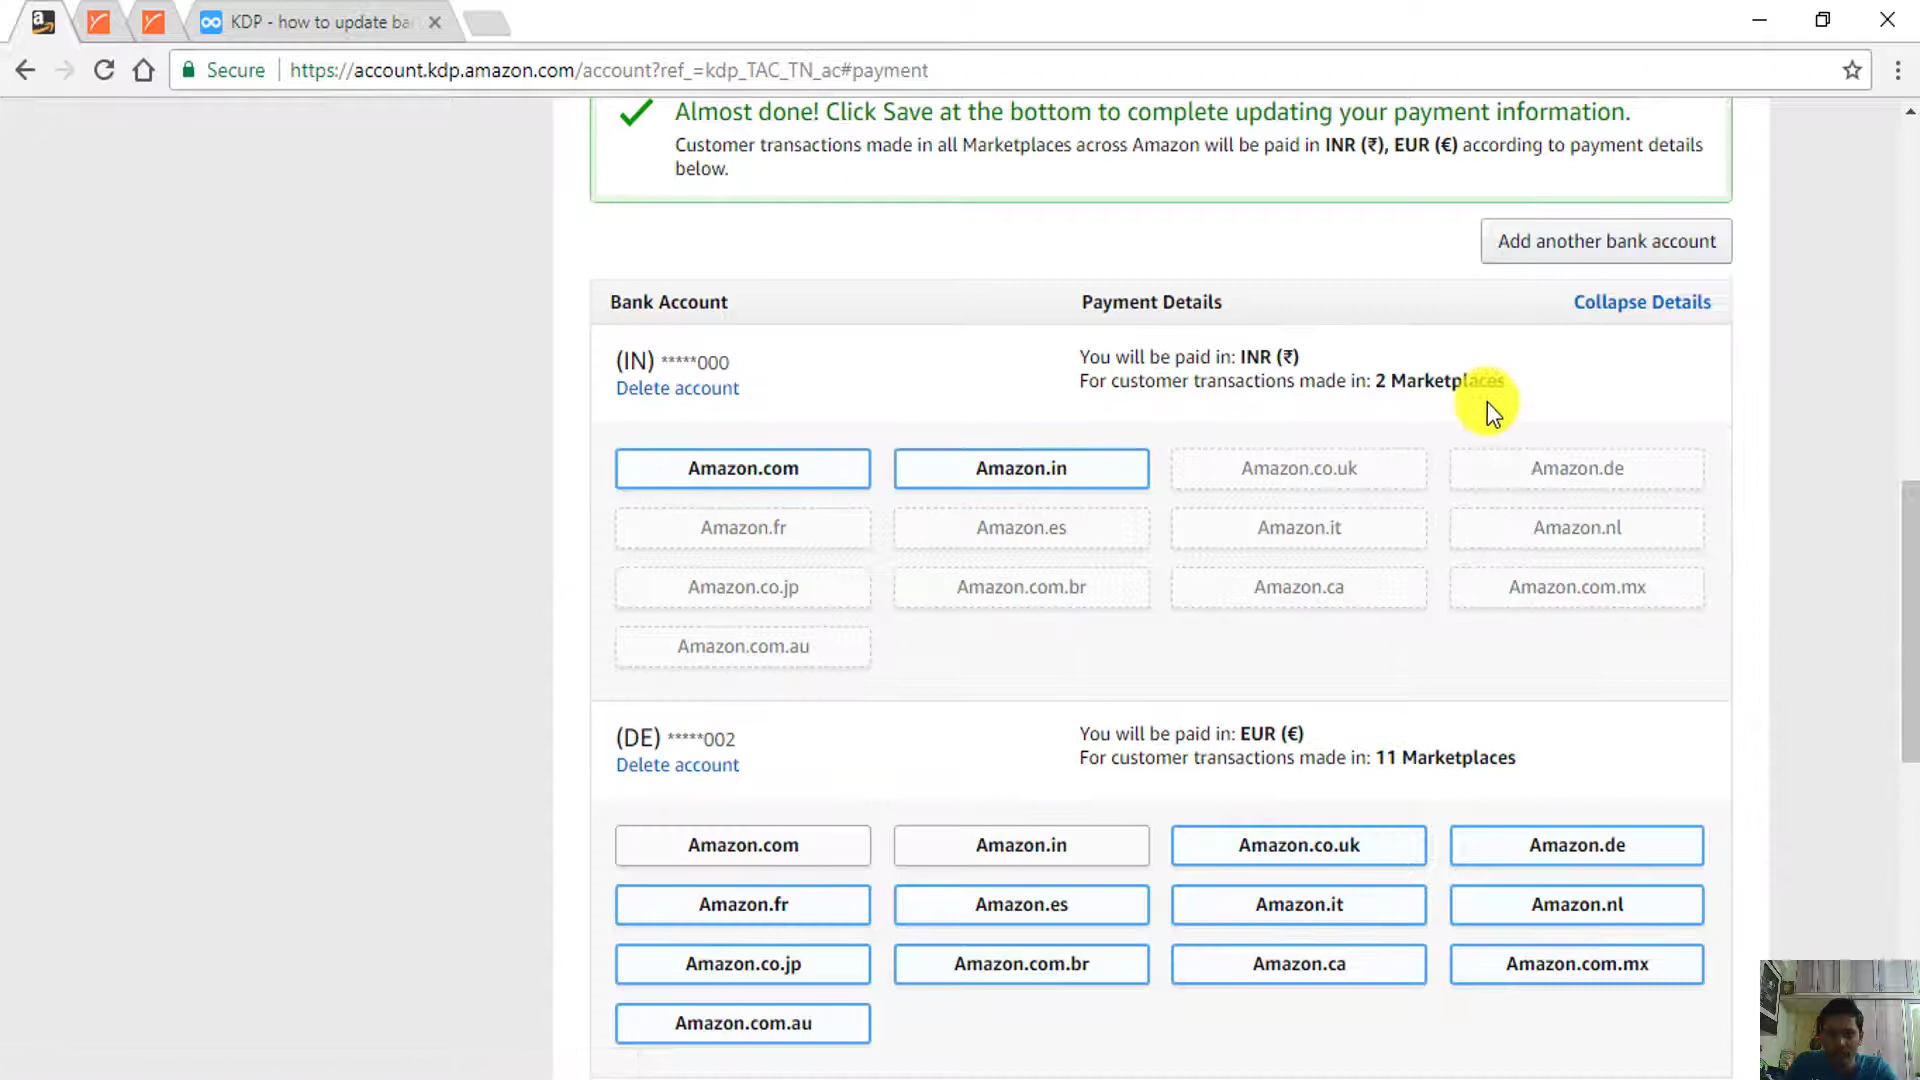 KDP - how to update ba
Secure
https://account.kdp.amazon.com/account?ref_=kdp_TAC_TN_ac#payment
Almost done! Click Save at the bottom to complete updating your payment information.
Customer transactions made in all Marketplaces across Amazon will be paid in INR (₹), EUR (€) according to payment details
below.
Add another bank account
Bank Account Payment Details Collapse Details
(IN) *****000
Delete account
You will be paid in: INR (₹)
For customer transactions made in: 2 Marketplaces
Amazon.com Amazon.in Amazon.co.uk Amazon.de
Amazon.fr Amazon.es Amazon.it Amazon.nl
Amazon.co.jp Amazon.com.br Amazon.ca Amazon.com.mx
Amazon.com.au
(DE) *****002
Delete account
You will be paid in: EUR (€)
For customer transactions made in: 11 Marketplaces
Amazon.com Amazon.in Amazon.co.uk Amazon.de
Amazon.fr Amazon.es Amazon.it Amazon.nl
Amazon.co.jp Amazon.com.br Amazon.ca Amazon.com.mx
Amazon.com.au